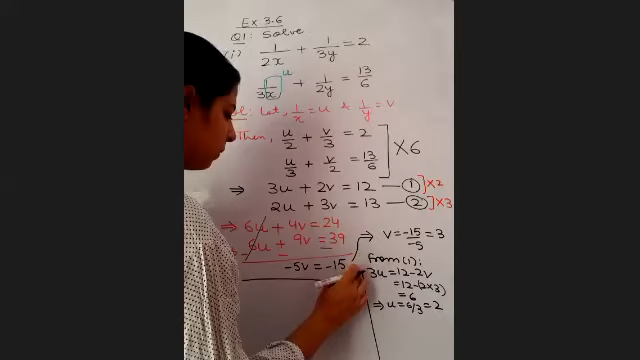 Ex 3.6
Q1: Solve
(i) 1/2x + 1/3y = 2
1/3x u + 1/2y = 13/6
Sol: Let, 1/x = u & 1/y = v
Then, u/2 + v/3 = 2
u/3 + v/2 = 13/6 ] × 6
⇒ 3u + 2v = 12 — ① ] ×2
2u + 3v = 13 — ② ] ×3
⇒ 6u + 4v = 24
6u + 9v = 39
− −
−5v = −15
⇒ v = −15/−5 = 3
from (1):
3u = 12 − 2v
= 12 − (2×3)
= 6
⇒ u = 6/3 = 2